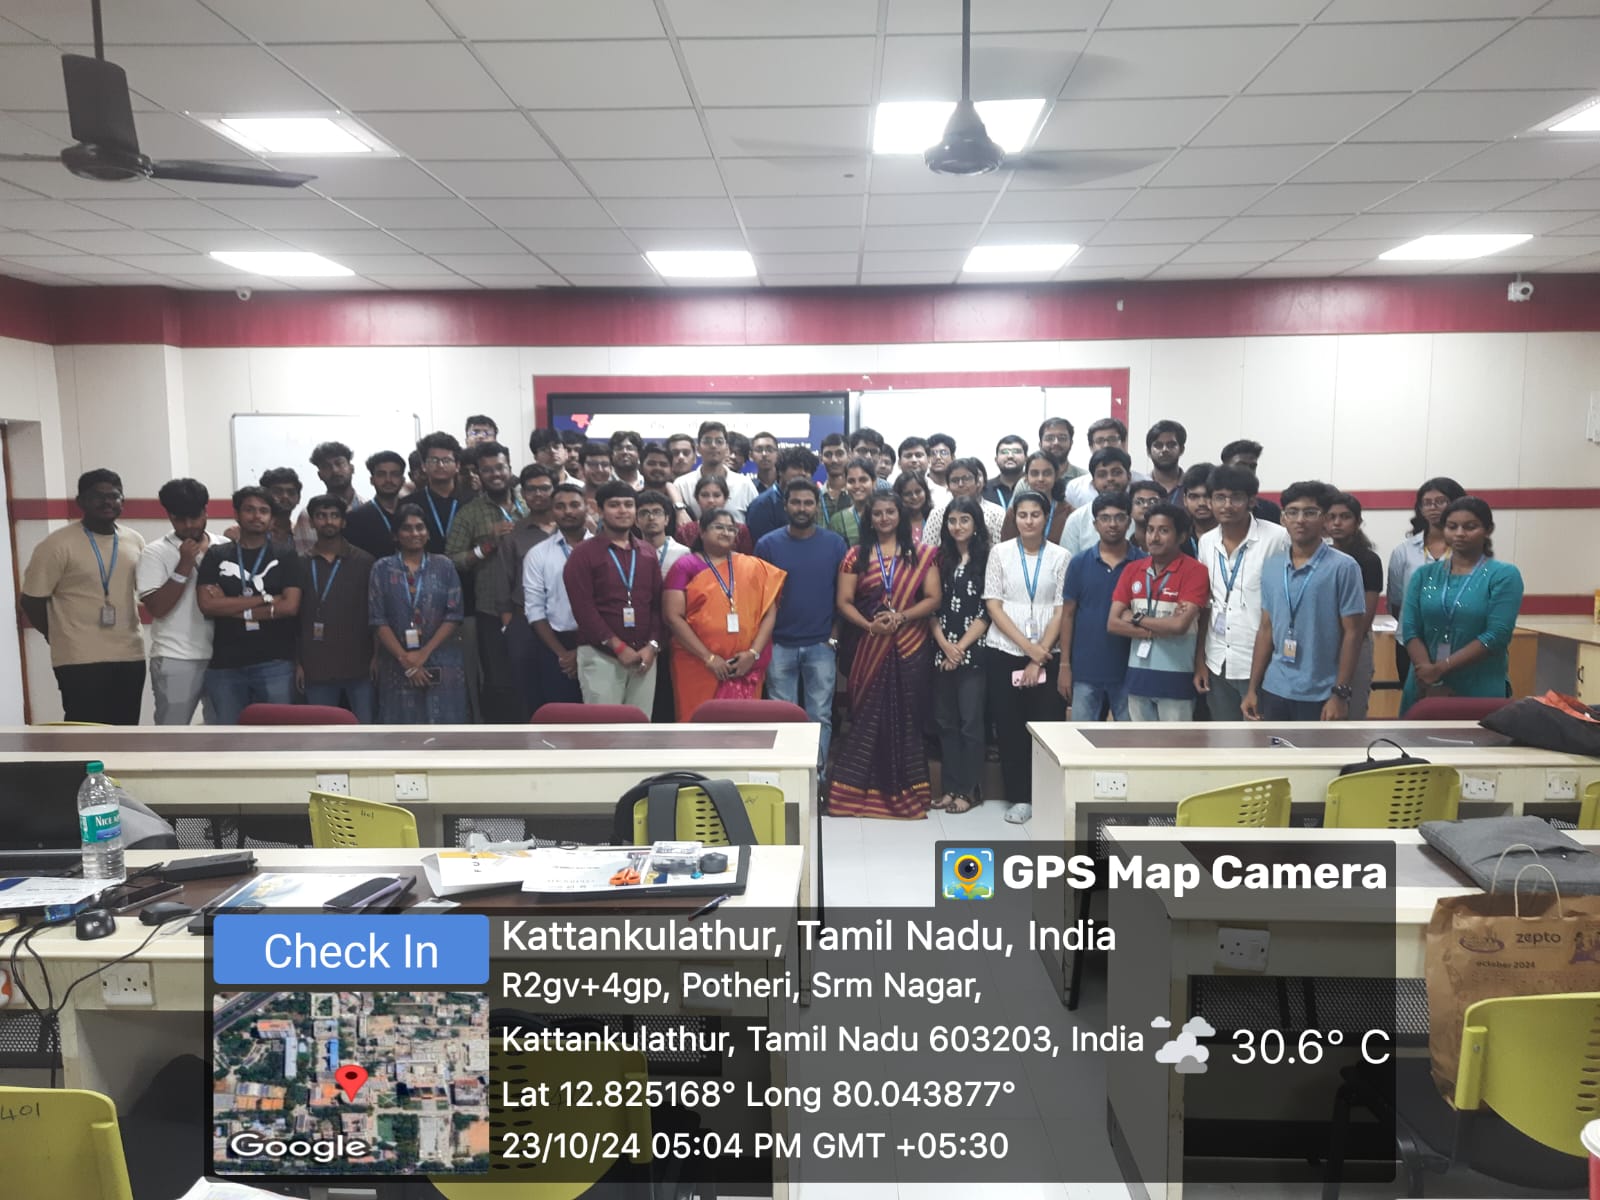 NICE
zepto
october 2024
GPS Map Camera
Check In
Kattankulathur, Tamil Nadu, India
R2gv+4gp, Potheri, Srm Nagar,
Kattankulathur, Tamil Nadu 603203, India
30.6° C
Lat 12.825168° Long 80.043877°
23/10/24 05:04 PM GMT +05:30
Google
401